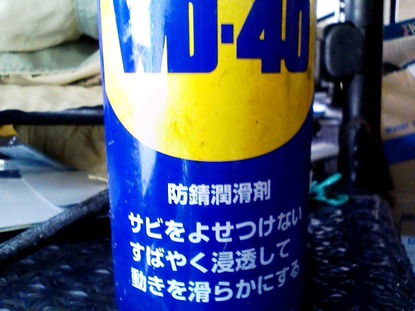 WD-40
防錆潤滑剤
サビをよせつけない
すばやく浸透して
動きを滑らかにする